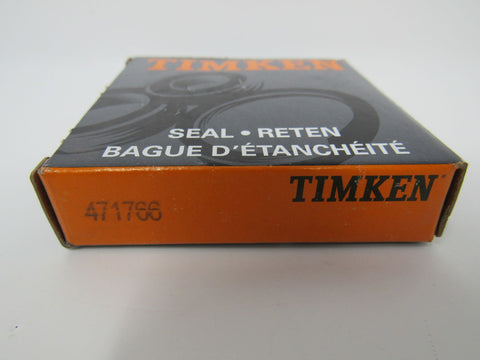 TIMKEN
SEAL • RETEN
BAGUE D'ÉTANCHÉITÉ
TIMKEN
471766